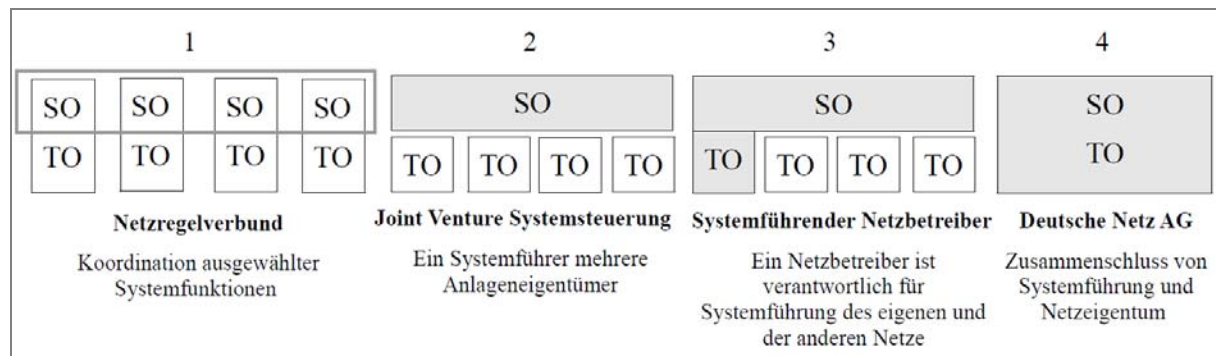 1
2
3
4
SO SO SO SO
TO TO TO TO
SO
TO TO TO TO
SO
TO TO TO TO
SO
TO
Netzregelverbund
Koordination ausgewählter
Systemfunktionen
Joint Venture Systemsteuerung
Ein Systemführer mehrere
Anlageneigentümer
Systemführender Netzbetreiber
Ein Netzbetreiber ist
verantwortlich für
Systemführung des eigenen und
der anderen Netze
Deutsche Netz AG
Zusammenschluss von
Systemführung und
Netzeigentum